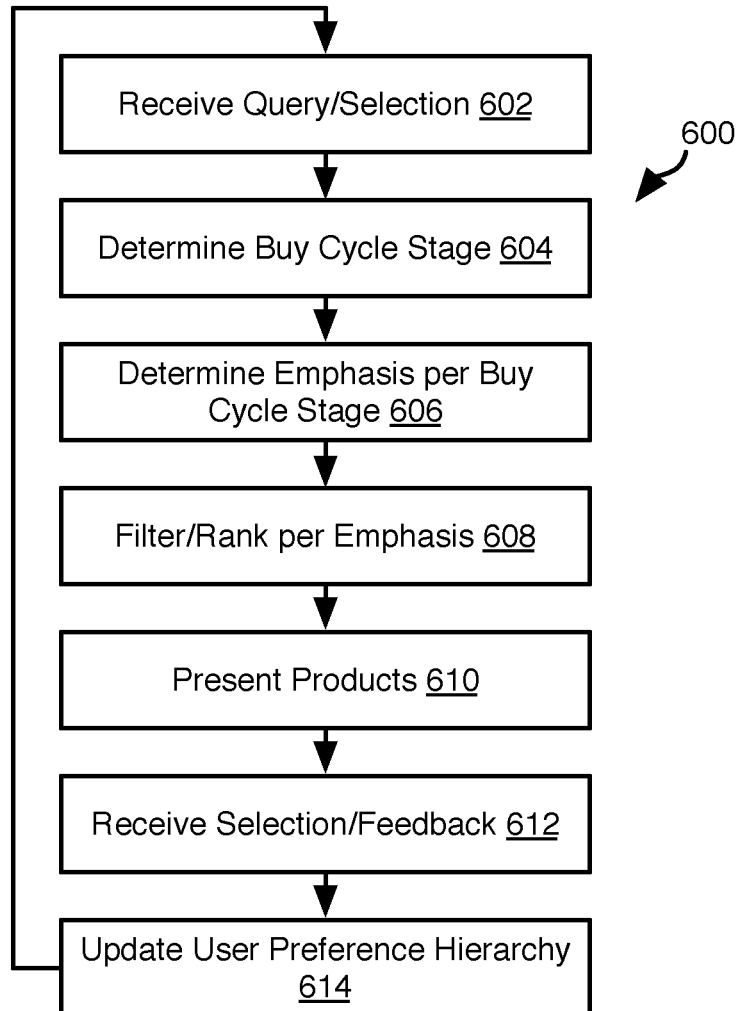 Receive Query/Selection 602
600
Determine Buy Cycle Stage 604
Determine Emphasis per Buy
Cycle Stage 606
Filter/Rank per Emphasis 608
Present Products 610
Receive Selection/Feedback 612
Update User Preference Hierarchy
614